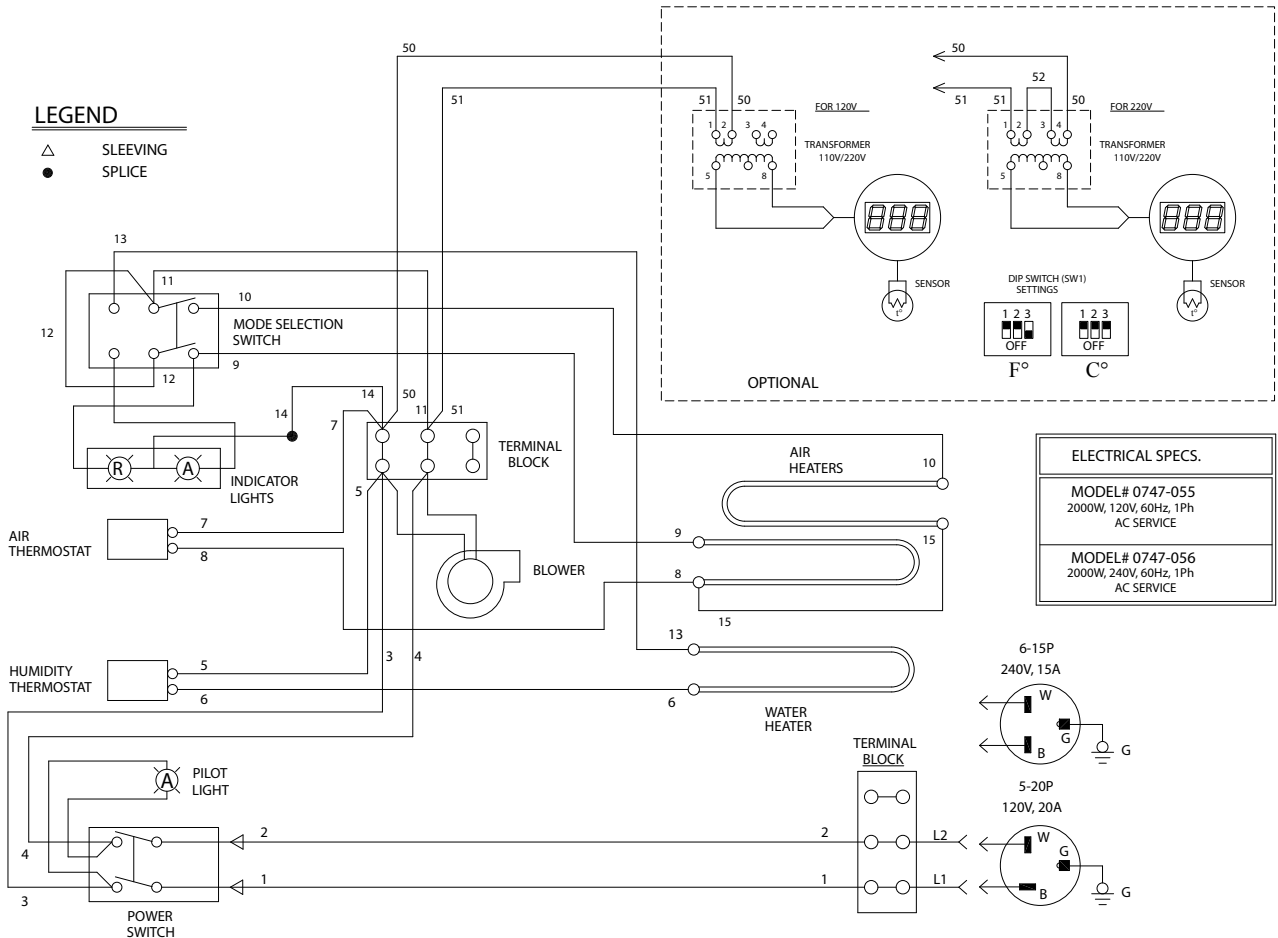 50
51
51
50
FOR 120V
1 2 3 4
5 8
TRANSFORMER
110V/220V
SENSOR
t°
50
52
51
51
50
FOR 220V
1 2 3 4
5 8
TRANSFORMER
110V/220V
SENSOR
t°
DIP SWITCH (SW1)
SETTINGS
1 2 3
OFF
F°
1 2 3
OFF
C°
OPTIONAL
LEGEND
SLEEVING
SPLICE
13
11
10
12
MODE SELECTION
SWITCH
12
9
14
14
50
11
51
7
TERMINAL
BLOCK
R
A
INDICATOR
LIGHTS
5
AIR
THERMOSTAT
7
8
BLOWER
AIR
HEATERS
10
9
15
8
15
ELECTRICAL SPECS.
MODEL# 0747-055
2000W, 120V, 60Hz, 1Ph
AC SERVICE
MODEL# 0747-056
2000W, 240V, 60Hz, 1Ph
AC SERVICE
HUMIDITY
THERMOSTAT
5
6
3
4
13
6
WATER
HEATER
6-15P
240V, 15A
W
G
B
G
A
PILOT
LIGHT
TERMINAL
BLOCK
5-20P
120V, 20A
4
2
2
L2
W
G
3
1
1
L1
B
G
POWER
SWITCH